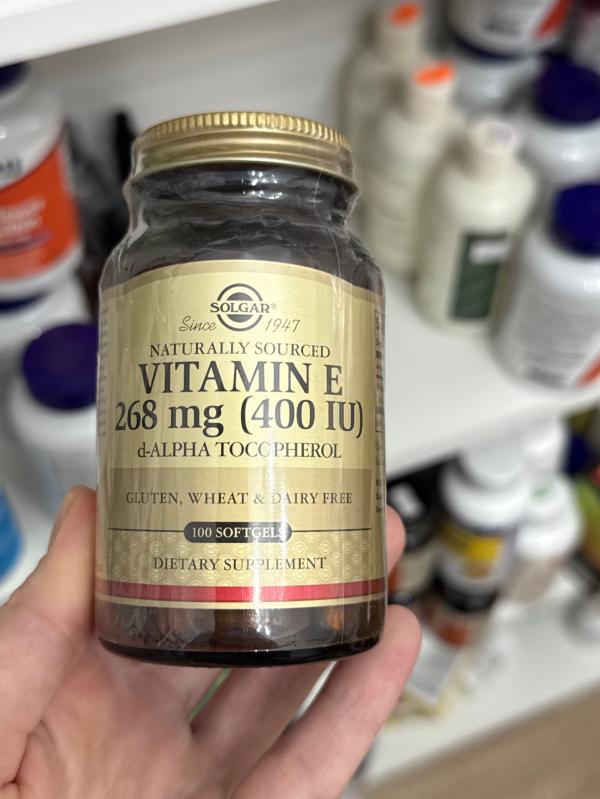 SOLGAR®
Since 1947
NATURALLY SOURCED
VITAMIN E
268 mg (400 IU)
d-ALPHA TOCOPHEROL
GLUTEN, WHEAT & DAIRY FREE
100 SOFTGELS
DIETARY SUPPLEMENT